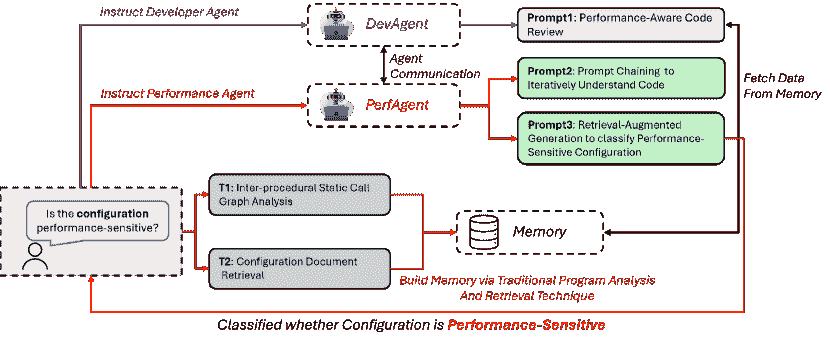 Instruct Developer Agent
DevAgent
Prompt1: Performance-Aware Code
Review
Agent
Communication
Prompt2: Prompt Chaining to
Iteratively Understand Code
Fetch Data
From Memory
Instruct Performance Agent
PerfAgent
Prompt3: Retrieval-Augmented
Generation to classify Performance-
Sensitive Configuration
T1: Inter-procedural Static Call
Graph Analysis
Is the configuration
performance-sensitive?
Memory
T2: Configuration Document
Retrieval
Build Memory via Traditional Program Analysis
And Retrieval Technique
Classified whether Configuration is Performance-Sensitive